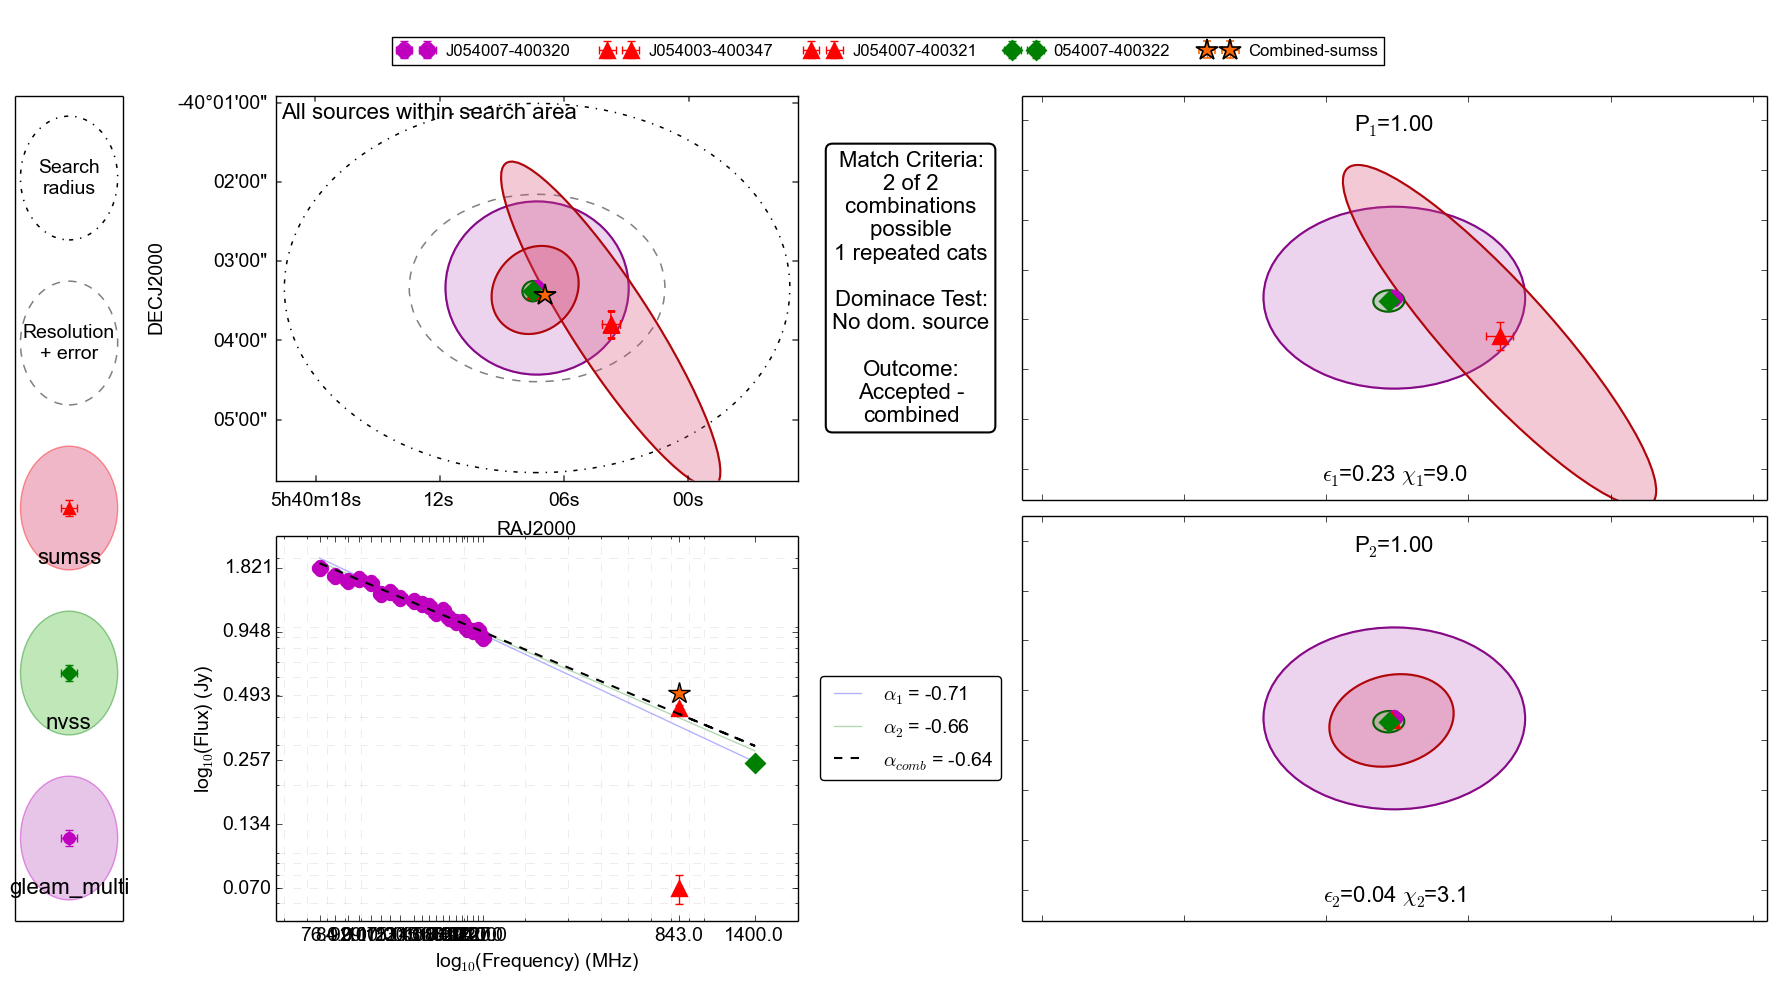 J054007-400320
J054003-400347
J054007-400321
054007-400322
Combined-sumss
Search
radius
Resolution
+ error
sumss
nvss
gleam_multi
All sources within search area
-40°01'00"
02'00"
03'00"
04'00"
05'00"
DECJ2000
5h40m18s
12s
06s
00s
RAJ2000
Match Criteria:
2 of 2
combinations
possible
1 repeated cats
Dominace Test:
No dom. source
Outcome:
Accepted -
combined
P₁=1.00
ϵ₁=0.23 χ₁=9.0
P₂=1.00
ϵ₂=0.04 χ₂=3.1
1.821
0.948
0.493
0.257
0.134
0.070
log₁₀(Flux) (Jy)
843.0
1400.0
log₁₀(Frequency) (MHz)
α₁ = -0.71
α₂ = -0.66
α_comb = -0.64